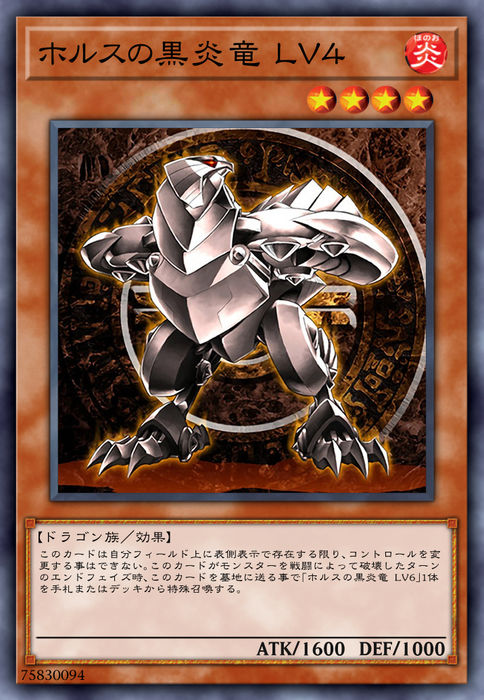 ホルスの黒炎竜 LV4
ほのお
炎
【ドラゴン族／効果】
このカードは自分フィールド上に表側表示で存在する限り、コントロールを変
更する事はできない。このカードがモンスターを戦闘によって破壊したターン
のエンドフェイズ時、このカードを墓地に送る事で「ホルスの黒炎竜 LV6」1体
を手札またはデッキから特殊召喚する。
ATK/1600 DEF/1000
75830094